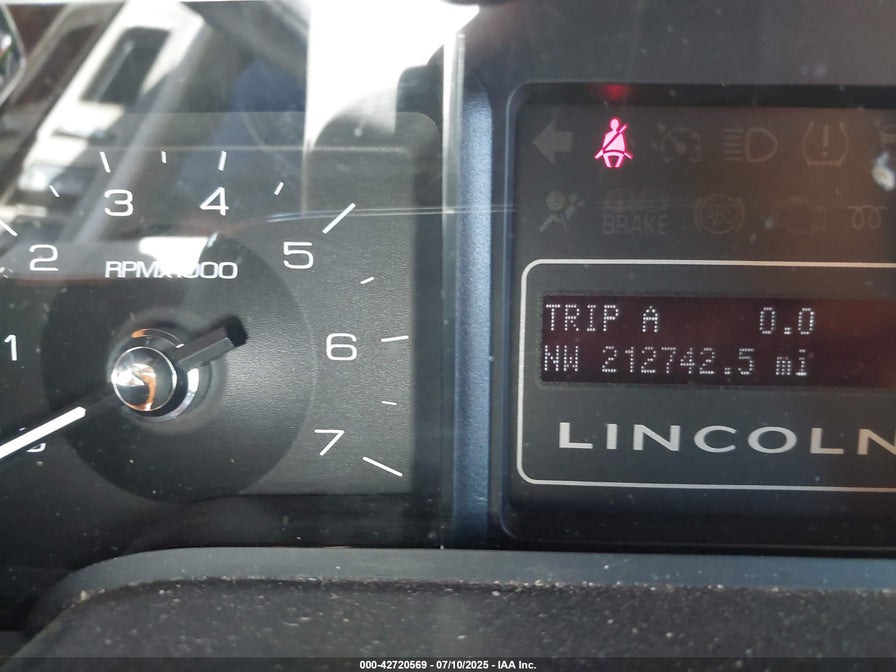 3
4
2
5
RPMX1000
1
6
7
BRAKE
ABS
TRIP A 0.0
NW 212742.5 mi
LINCOLN
000-42720569 - 07/10/2025 - IAA Inc.